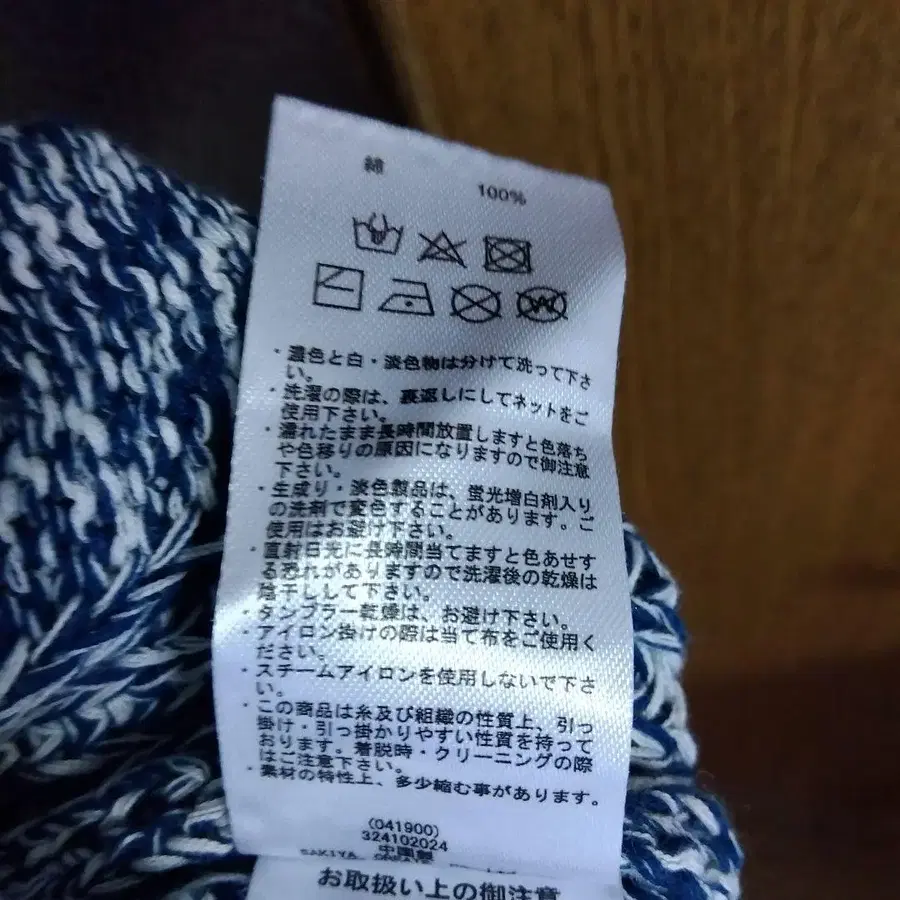 綿 100%
・濃色と白・淡色物は分けて洗って下さ
い。
・洗濯の際は、裏返しにしてネットをご
使用下さい。
・濡れたまま長時間放置しますと色落ち
や色移りの原因になりますので御注意
下さい。
・生成り・淡色製品は、蛍光増白剤入り
の洗剤で変色することがあります。ご
使用はお避け下さい。
・直射日光に長時間当てますと色あせす
る恐れがありますので洗濯後の乾燥は
陰干しして下さい。
・タンブラー乾燥は、お避け下さい。
・アイロン掛けの際は当て布をご使用く
ださい。
・スチームアイロンを使用しないで下さ
い。
・この商品は糸及び組織の性質上、引っ
掛け・引っ掛かりやすい性質を持って
おります。着脱時・クリーニングの際
はご注意下さい。
・素材の特性上、多少縮む事があります。
(041900)
324102024
中国製
お取扱い上の御注意